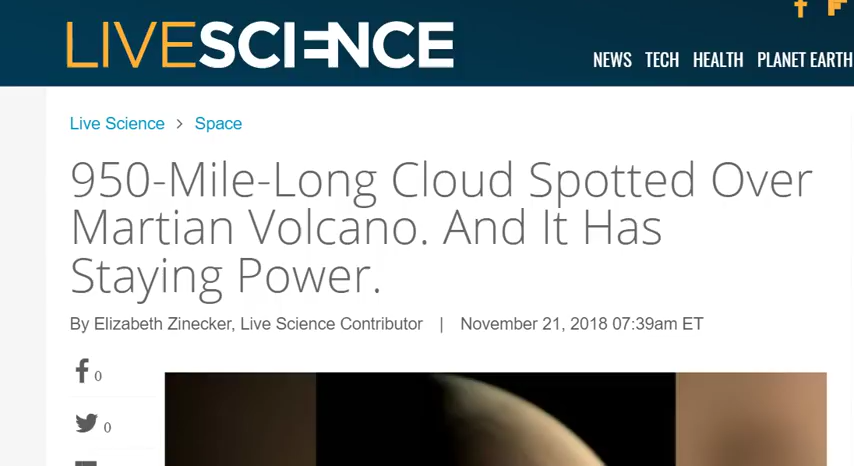 LIVESCIENCE
NEWS TECH HEALTH PLANET EARTH
Live Science > Space
950-Mile-Long Cloud Spotted Over
Martian Volcano. And It Has
Staying Power.
By Elizabeth Zinecker, Live Science Contributor | November 21, 2018 07:39am ET
0
0